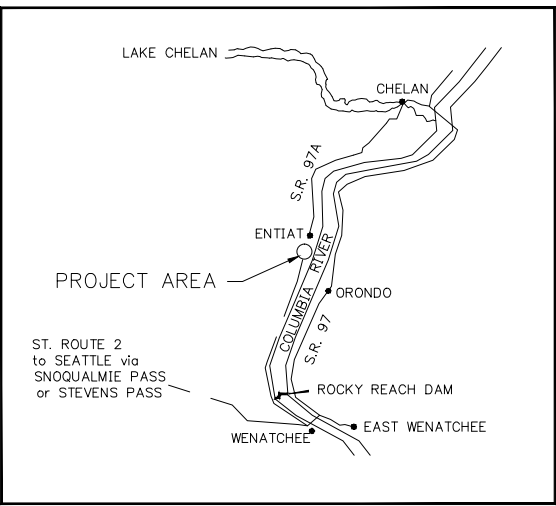 LAKE CHELAN
CHELAN
S.R. 97A
ENTIAT
PROJECT AREA
COLUMBIA RIVER
ORONDO
S.R. 97
ST. ROUTE 2
to SEATTLE via
SNOQUALMIE PASS
or STEVENS PASS
ROCKY REACH DAM
EAST WENATCHEE
WENATCHEE